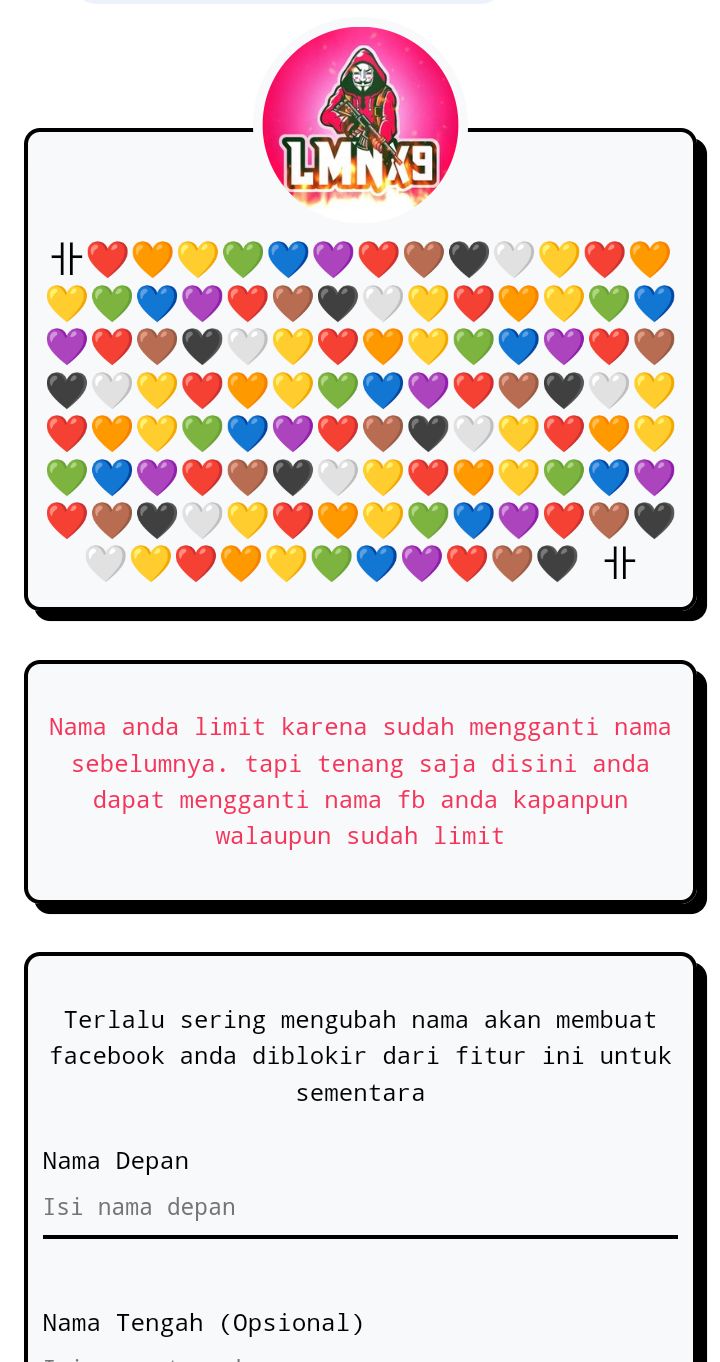 LMNX9
╢╟❤️🧡💛💚💙💜❤️🤎🖤🤍💛❤️🧡
💛💚💙💜❤️🤎🖤🤍💛❤️🧡💛💚💙
💜❤️🤎🖤🤍💛❤️🧡💛💚💙💜❤️🤎
🖤🤍💛❤️🧡💛💚💙💜❤️🤎🖤🤍💛
❤️🧡💛💚💙💜❤️🤎🖤🤍💛❤️🧡💛
💚💙💜❤️🤎🖤🤍💛❤️🧡💛💚💙💜
❤️🤎🖤🤍💛❤️🧡💛💚💙💜❤️🤎🖤
🤍💛❤️🧡💛💚💙💜❤️🤎🖤 ╢╟
Nama anda limit karena sudah mengganti nama
sebelumnya. tapi tenang saja disini anda
dapat mengganti nama fb anda kapanpun
walaupun sudah limit
Terlalu sering mengubah nama akan membuat
facebook anda diblokir dari fitur ini untuk
sementara
Nama Depan
Isi nama depan
Nama Tengah (Opsional)